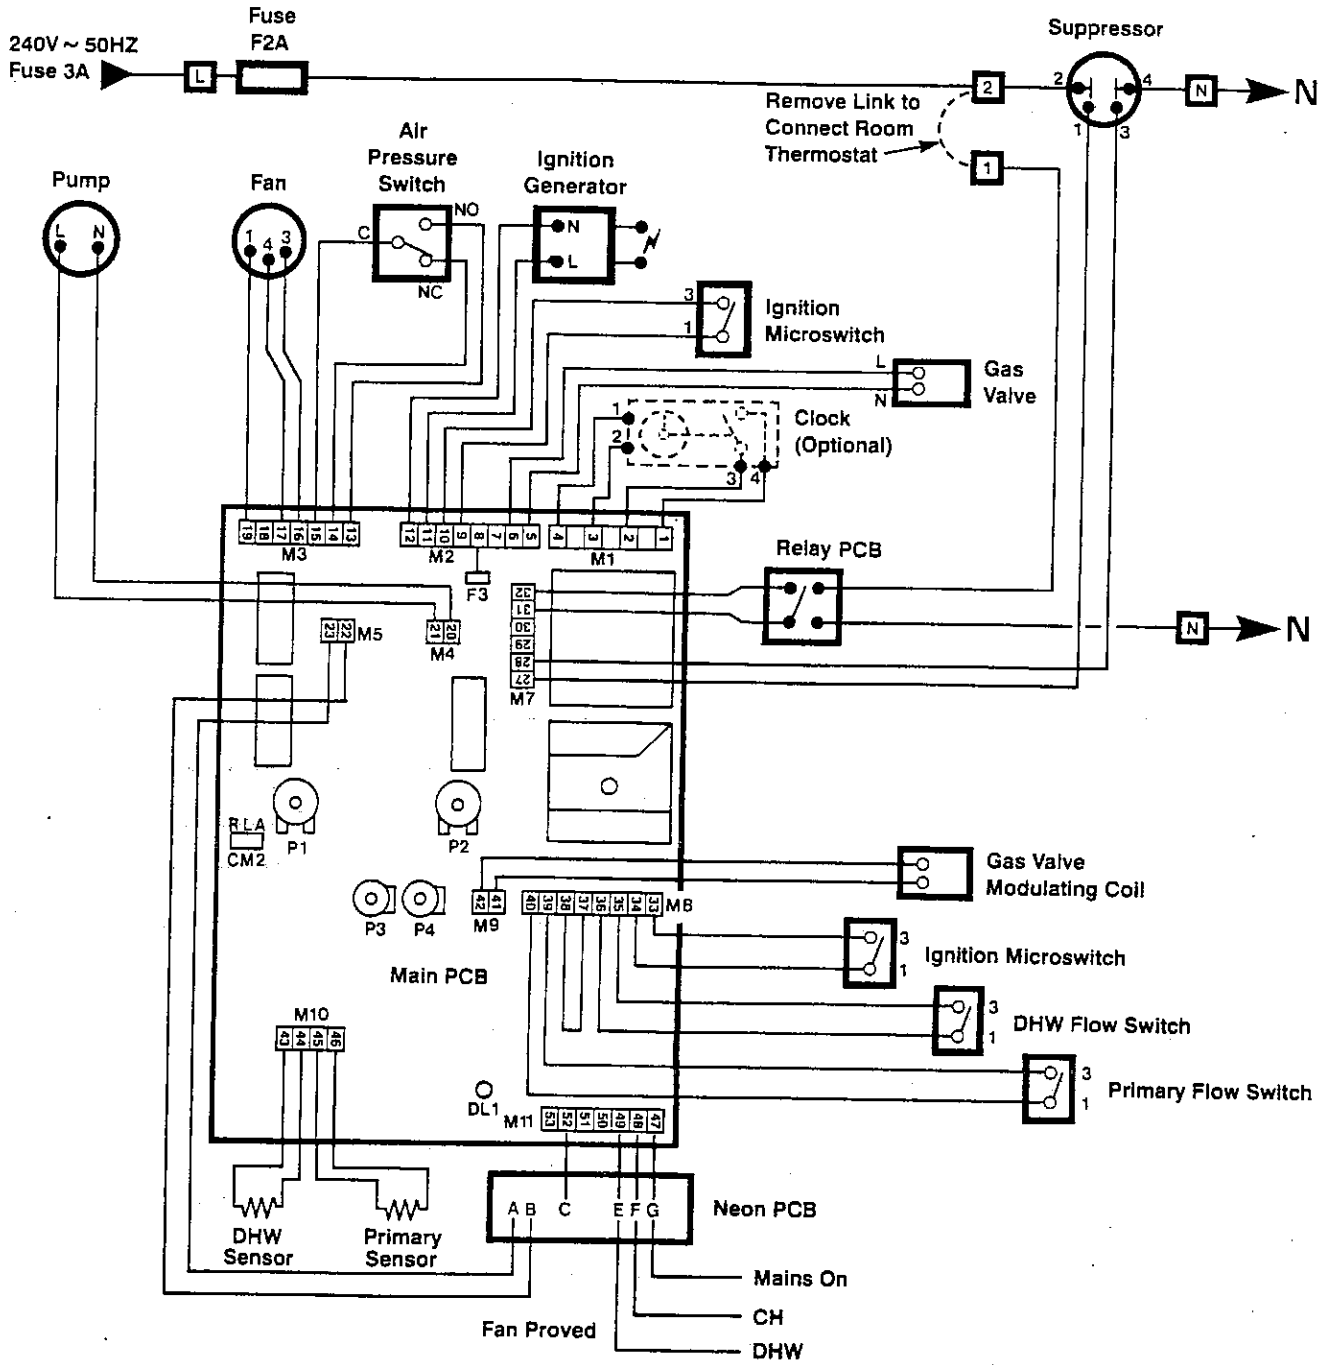 Fuse
F2A
240V ~ 50HZ
Fuse 3A
L
Suppressor
2
2
4
N
N
1
3
Remove Link to
Connect Room
Thermostat
1
Air
Pressure
Switch
Ignition
Generator
Pump
Fan
L N
1 4 3
C
NO
NC
N
L
3
1
Ignition
Microswitch
L
N
Gas
Valve
1
2
Clock
(Optional)
3 4
19 18 17 16 15 14 13
M3
12 11 10 9 8 7 6 5
M2
4 3 2 1
M1
F3
Relay PCB
32
31
30
29
28
27
M7
N
N
23 22
M5
21 20
M4
RLA
CM2
P1
P2
P3
P4
42 41
M9
40 39 38 37 36 35 34 33
M8
Gas Valve
Modulating Coil
3
1
Ignition Microswitch
Main PCB
3
1
DHW Flow Switch
3
1
Primary Flow Switch
M10
43 44 45 46
DL1
M11
53 52 51 50 49 48 47
A B C E F G
Neon PCB
DHW
Sensor
Primary
Sensor
Mains On
CH
Fan Proved
DHW